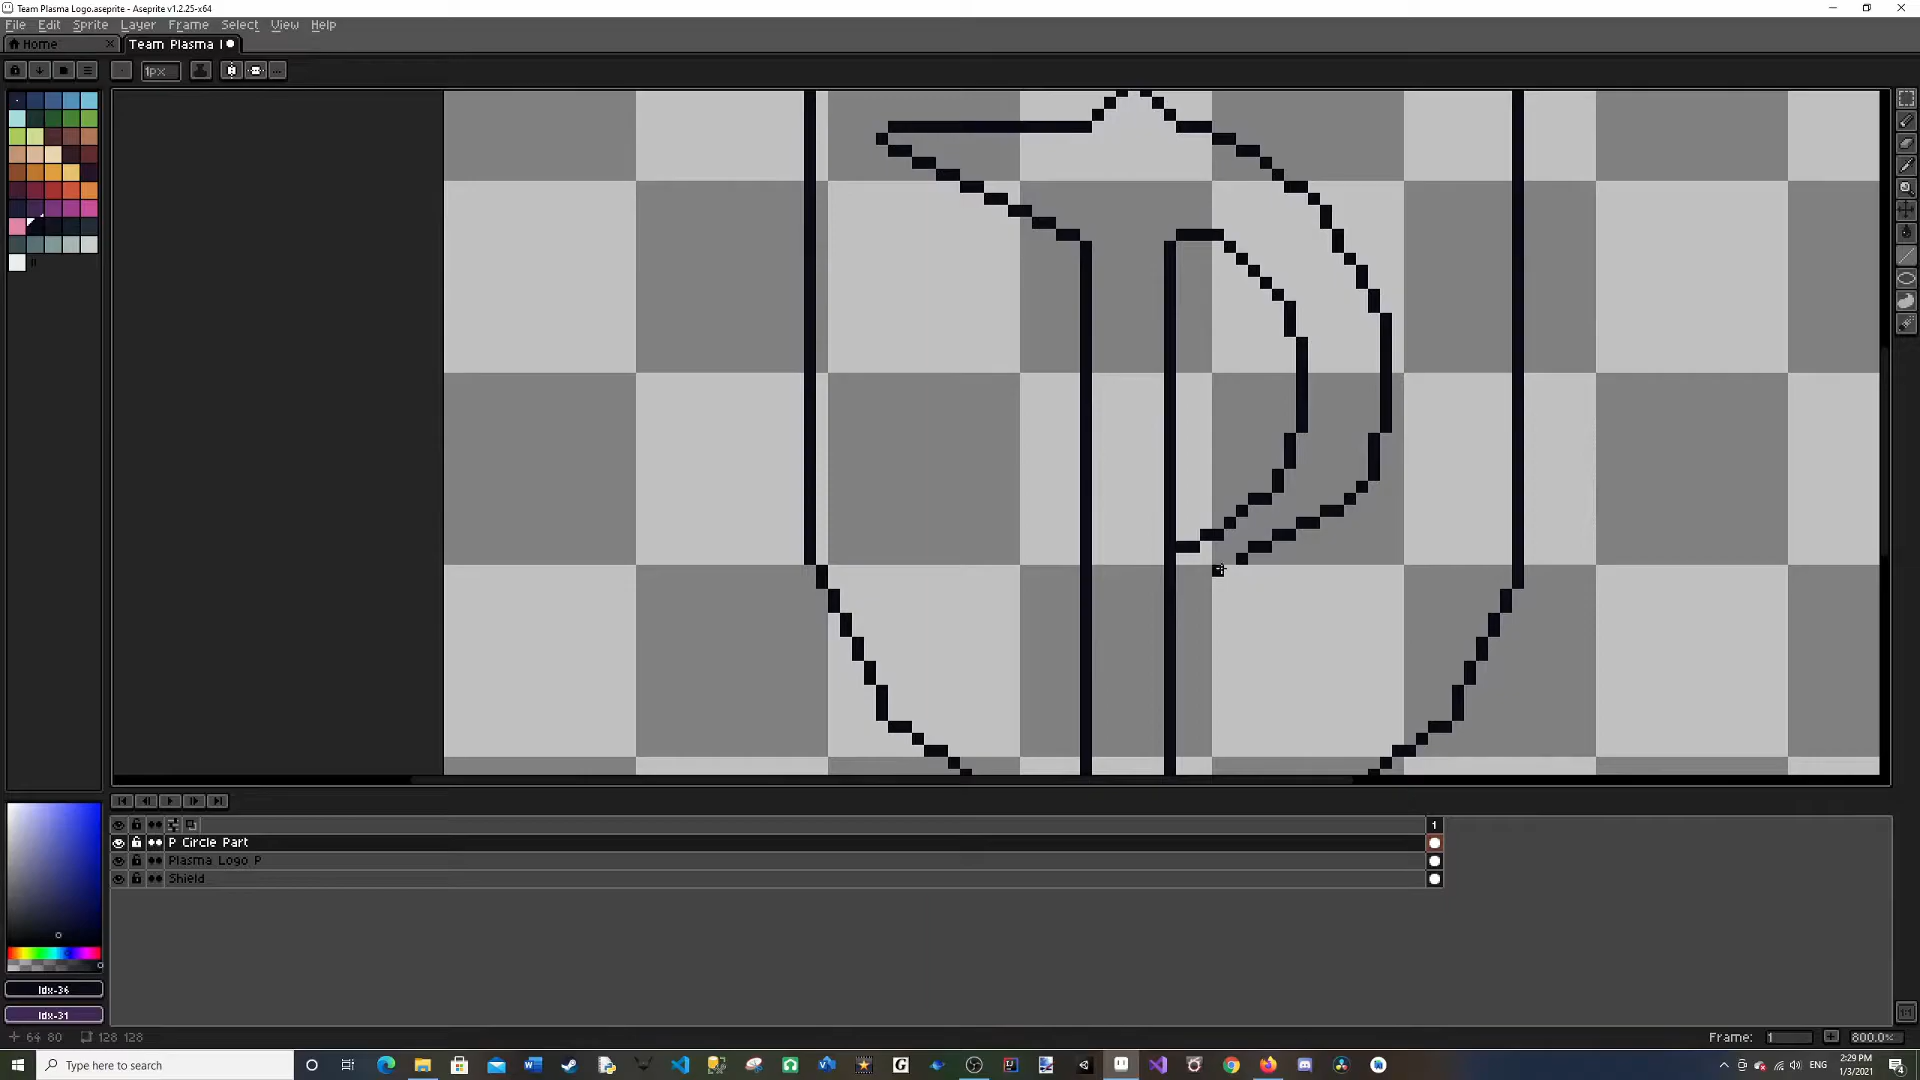 Team Plasma Logo.aseprite - Aseprite v1.2.25-x64
File Edit Sprite Layer Frame Select View Help
Home
Team Plasma l
1px
1
P Circle Part
Plasma Logo P
Shield
Idx-36
Idx-31
64 80 128 128
Frame: 1 800.0%
Type here to search
ENG
2:29 PM
1/3/2021